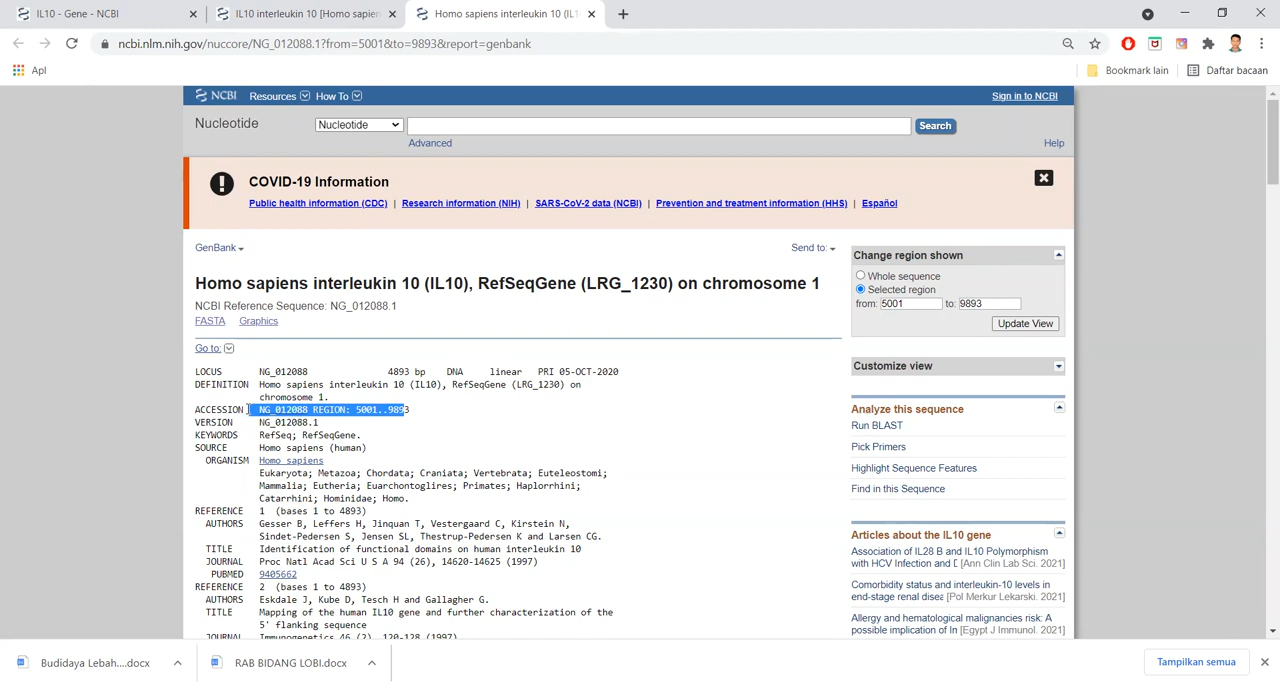 IL10 - Gene - NCBI
IL10 interleukin 10 [Homo sapien
Homo sapiens interleukin 10 (IL1
ncbi.nlm.nih.gov/nuccore/NG_012088.1?from=5001&to=9893&report=genbank
Apl
Bookmark lain
Daftar bacaan
NCBI Resources How To
Sign in to NCBI
Nucleotide
Nucleotide
Search
Advanced
Help
COVID-19 Information
Public health information (CDC) | Research information (NIH) | SARS-CoV-2 data (NCBI) | Prevention and treatment information (HHS) | Español
GenBank
Send to:
Homo sapiens interleukin 10 (IL10), RefSeqGene (LRG_1230) on chromosome 1
NCBI Reference Sequence: NG_012088.1
FASTA Graphics
Go to:
LOCUS NG_012088 4893 bp DNA linear PRI 05-OCT-2020
DEFINITION Homo sapiens interleukin 10 (IL10), RefSeqGene (LRG_1230) on
chromosome 1.
ACCESSION NG_012088 REGION: 5001..9893
VERSION NG_012088.1
KEYWORDS RefSeq; RefSeqGene.
SOURCE Homo sapiens (human)
ORGANISM Homo sapiens
Eukaryota; Metazoa; Chordata; Craniata; Vertebrata; Euteleostomi;
Mammalia; Eutheria; Euarchontoglires; Primates; Haplorrhini;
Catarrhini; Hominidae; Homo.
REFERENCE 1 (bases 1 to 4893)
AUTHORS Gesser B, Leffers H, Jinquan T, Vestergaard C, Kirstein N,
Sindet-Pedersen S, Jensen SL, Thestrup-Pedersen K and Larsen CG.
TITLE Identification of functional domains on human interleukin 10
JOURNAL Proc Natl Acad Sci U S A 94 (26), 14620-14625 (1997)
PUBMED 9405662
REFERENCE 2 (bases 1 to 4893)
AUTHORS Eskdale J, Kube D, Tesch H and Gallagher G.
TITLE Mapping of the human IL10 gene and further characterization of the
5' flanking sequence
JOURNAL Immunogenetics 46 (2), 120-128 (1997)
Change region shown
Whole sequence
Selected region
from: 5001 to: 9893
Update View
Customize view
Analyze this sequence
Run BLAST
Pick Primers
Highlight Sequence Features
Find in this Sequence
Articles about the IL10 gene
Association of IL28 B and IL10 Polymorphism
with HCV Infection and D [Ann Clin Lab Sci. 2021]
Comorbidity status and interleukin-10 levels in
end-stage renal disea [Pol Merkur Lekarski. 2021]
Allergy and hematological malignancies risk: A
possible implication of In [Egypt J Immunol. 2021]
Budidaya Lebah....docx
RAB BIDANG LOBI.docx
Tampilkan semua